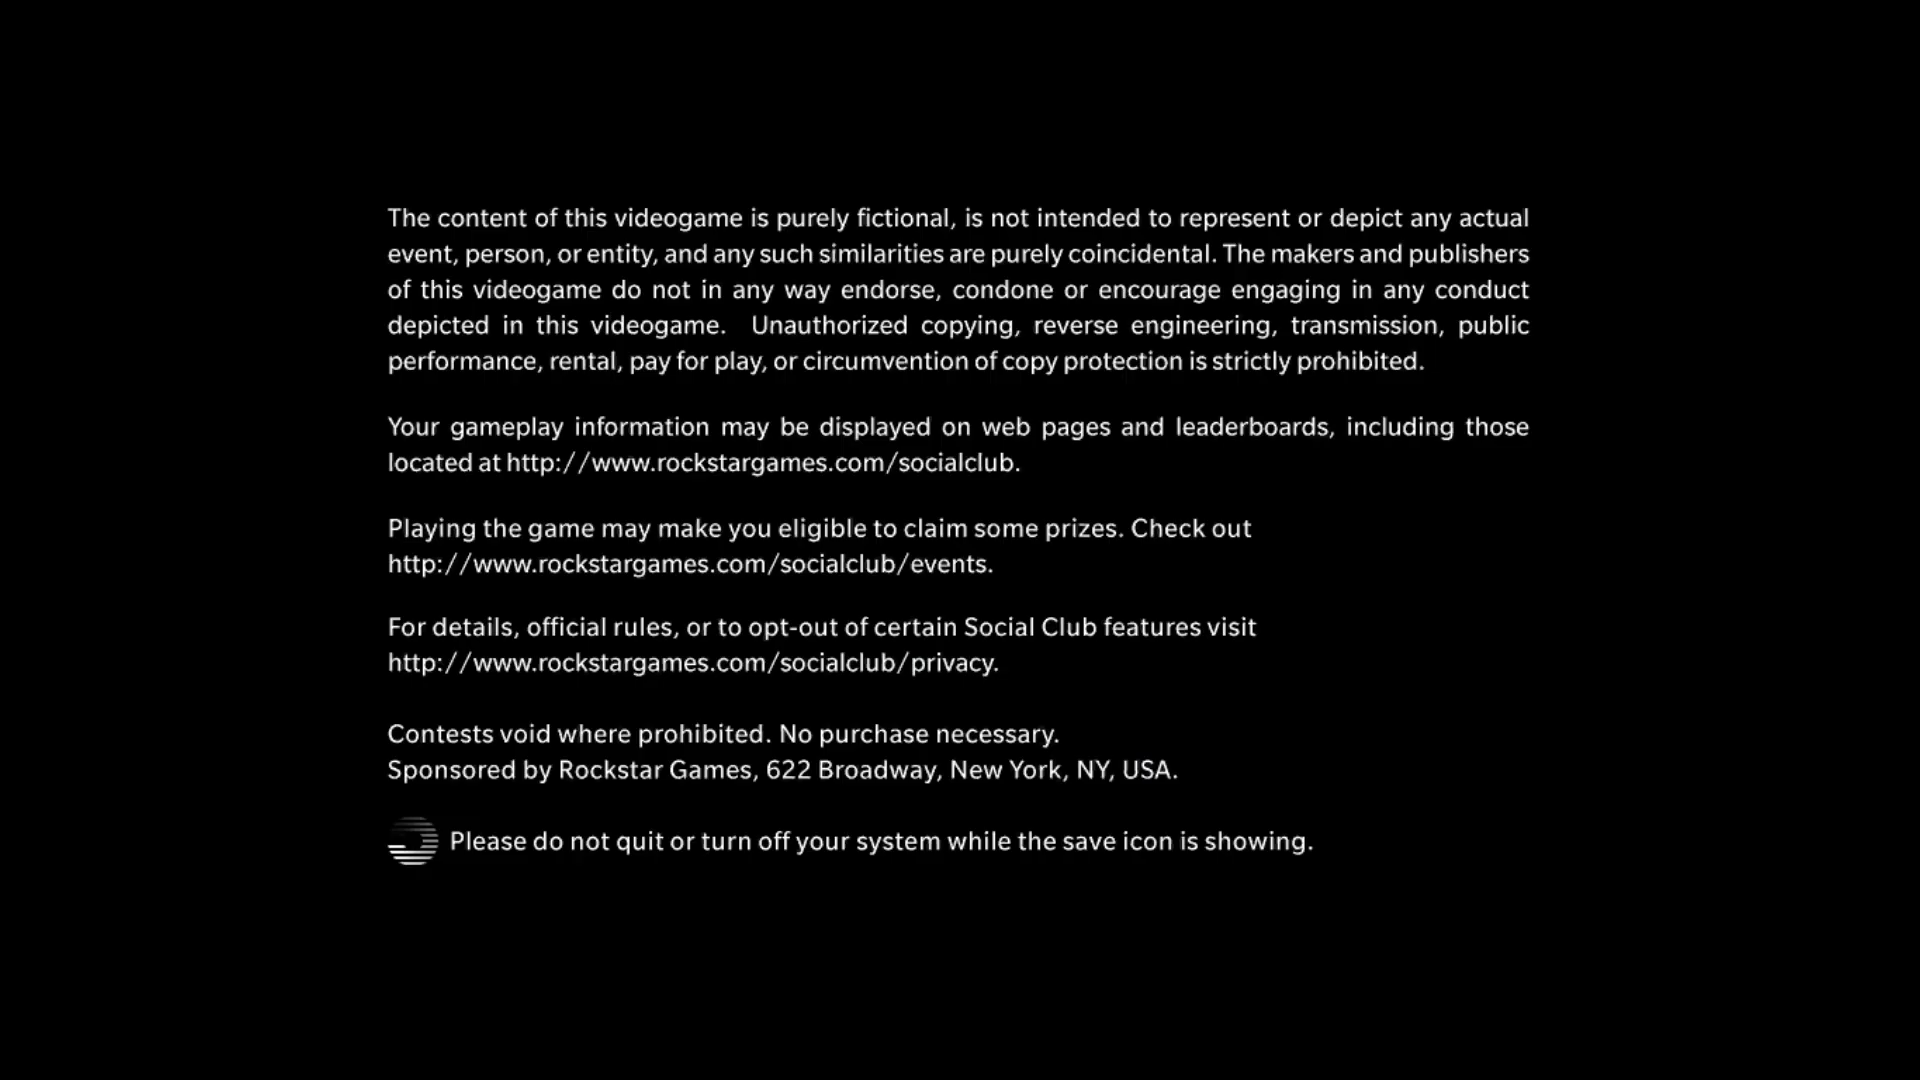 The content of this videogame is purely fictional, is not intended to represent or depict any actual
event, person, or entity, and any such similarities are purely coincidental. The makers and publishers
of this videogame do not in any way endorse, condone or encourage engaging in any conduct
depicted in this videogame.  Unauthorized copying, reverse engineering, transmission, public
performance, rental, pay for play, or circumvention of copy protection is strictly prohibited.
Your gameplay information may be displayed on web pages and leaderboards, including those
located at http://www.rockstargames.com/socialclub.
Playing the game may make you eligible to claim some prizes. Check out
http://www.rockstargames.com/socialclub/events.
For details, official rules, or to opt-out of certain Social Club features visit
http://www.rockstargames.com/socialclub/privacy.
Contests void where prohibited. No purchase necessary.
Sponsored by Rockstar Games, 622 Broadway, New York, NY, USA.
Please do not quit or turn off your system while the save icon is showing.